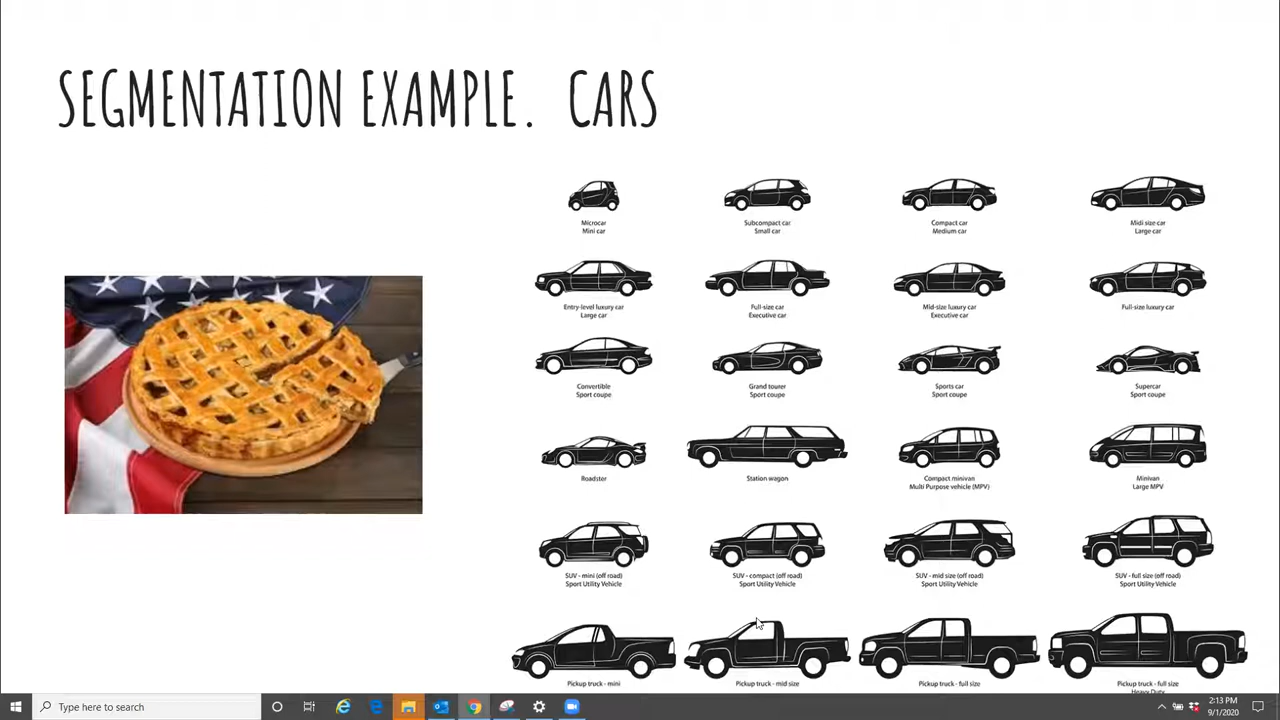 SEGMENTATION EXAMPLE. CARS
Microcar
Mini car
Subcompact car
Small car
Compact car
Medium car
Midi size car
Large car
Entry-level luxury car
Large car
Full-size car
Executive car
Mid-size luxury car
Executive car
Full-size luxury car
Convertible
Sport coupe
Grand tourer
Sport coupe
Sports car
Sport coupe
Supercar
Sport coupe
Roadster
Station wagon
Compact minivan
Multi Purpose vehicle (MPV)
Minivan
Large MPV
SUV - mini (off road)
Sport Utility Vehicle
SUV - compact (off road)
Sport Utility Vehicle
SUV - mid size (off road)
Sport Utility Vehicle
SUV - full size (off road)
Sport Utility Vehicle
Pickup truck - mini
Pickup truck - mid size
Pickup truck - full size
Pickup truck - full size
Heavy Duty
Type here to search
2:13 PM
9/1/2020